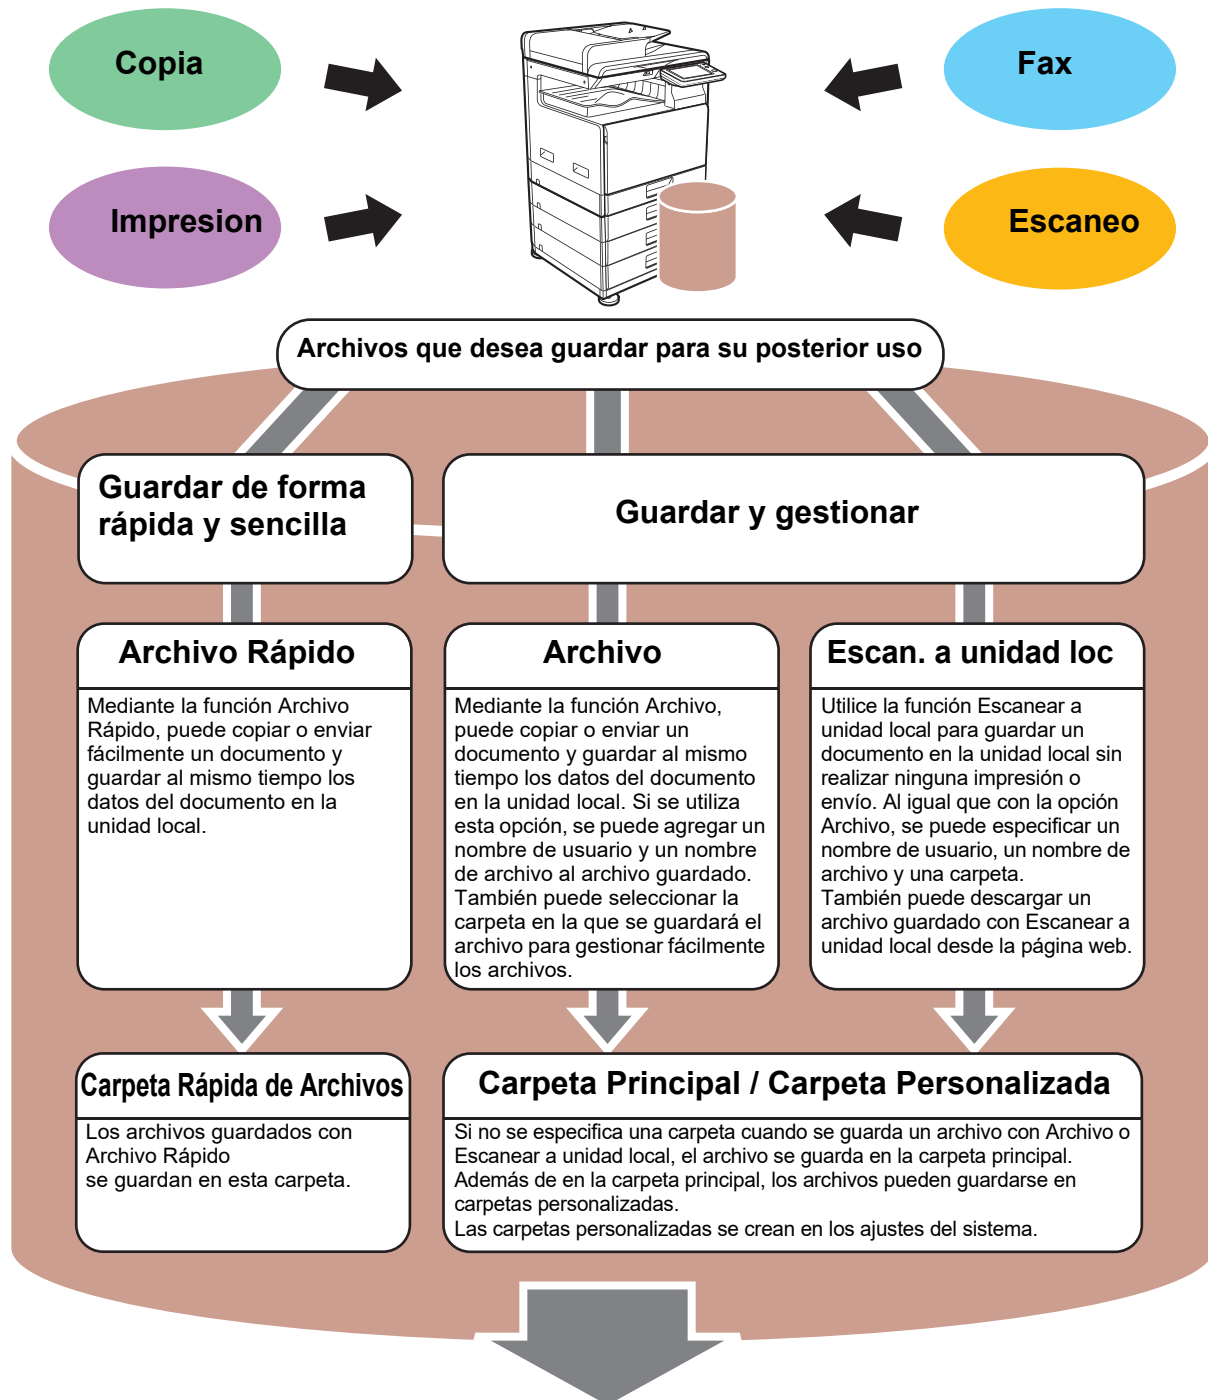 Copia
Fax
Impresion
Escaneo
Archivos que desea guardar para su posterior uso
Guardar de forma
rápida y sencilla
Guardar y gestionar
Archivo Rápido
Mediante la función Archivo
Rápido, puede copiar o enviar
fácilmente un documento y
guardar al mismo tiempo los
datos del documento en la
unidad local.
Archivo
Mediante la función Archivo,
puede copiar o enviar un
documento y guardar al mismo
tiempo los datos del documento
en la unidad local. Si se utiliza
esta opción, se puede agregar un
nombre de usuario y un nombre
de archivo al archivo guardado.
También puede seleccionar la
carpeta en la que se guardará el
archivo para gestionar fácilmente
los archivos.
Escan. a unidad loc
Utilice la función Escanear a
unidad local para guardar un
documento en la unidad local sin
realizar ninguna impresión o
envío. Al igual que con la opción
Archivo, se puede especificar un
nombre de usuario, un nombre de
archivo y una carpeta.
También puede descargar un
archivo guardado con Escanear a
unidad local desde la página web.
Carpeta Rápida de Archivos
Los archivos guardados con
Archivo Rápido
se guardan en esta carpeta.
Carpeta Principal / Carpeta Personalizada
Si no se especifica una carpeta cuando se guarda un archivo con Archivo o
Escanear a unidad local, el archivo se guarda en la carpeta principal.
Además de en la carpeta principal, los archivos pueden guardarse en
carpetas personalizadas.
Las carpetas personalizadas se crean en los ajustes del sistema.